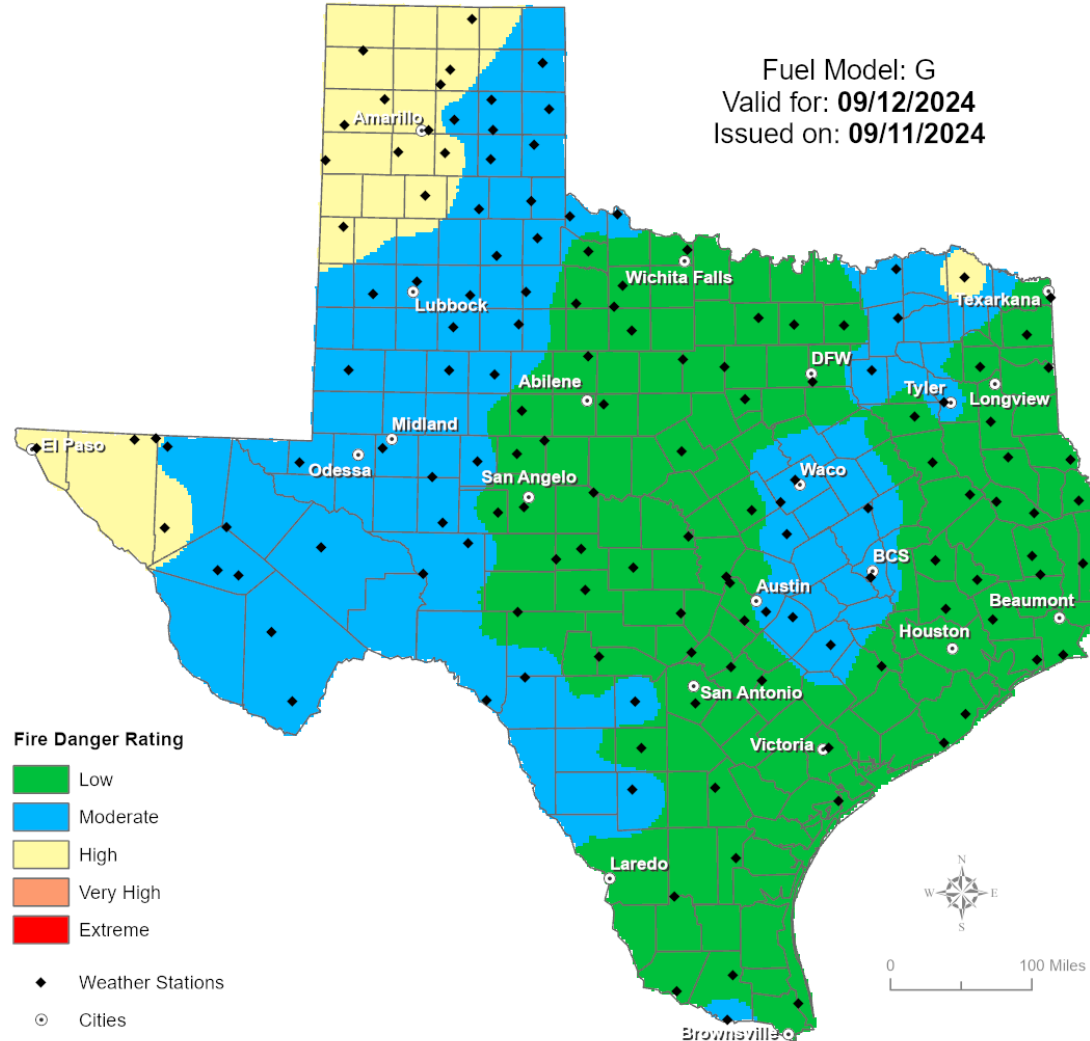 Fuel Model: G
Valid for: 09/12/2024
Issued on: 09/11/2024
Amarillo
Wichita Falls
Lubbock
Texarkana
DFW
Abilene
Tyler
Longview
Midland
El Paso
Odessa
San Angelo
Waco
BCS
Austin
Beaumont
Houston
San Antonio
Victoria
Laredo
Brownsville
Fire Danger Rating
Low
Moderate
High
Very High
Extreme
Weather Stations
Cities
N
W E
S
0 100 Miles